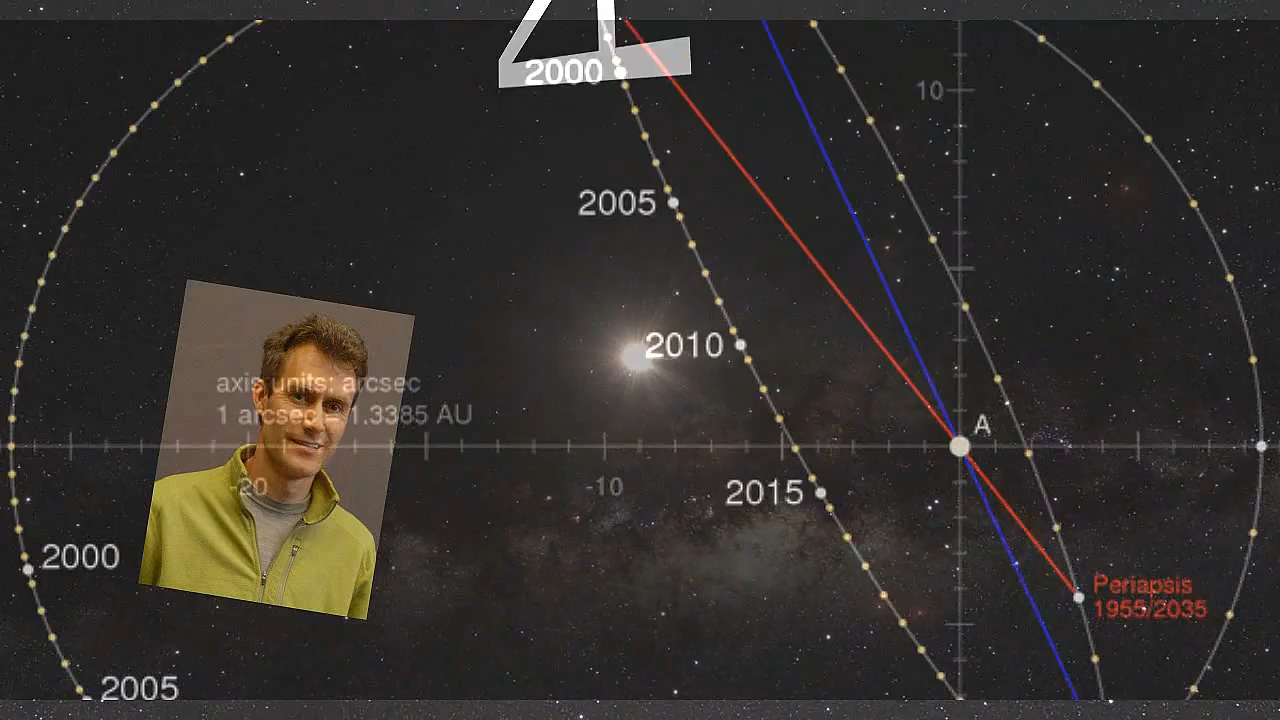 2000
10
2005
2010
axis units: arcsec
1 arcsec 1.3385 AU
A
20
-10
2015
2000
Periapsis
1955/2035
2005